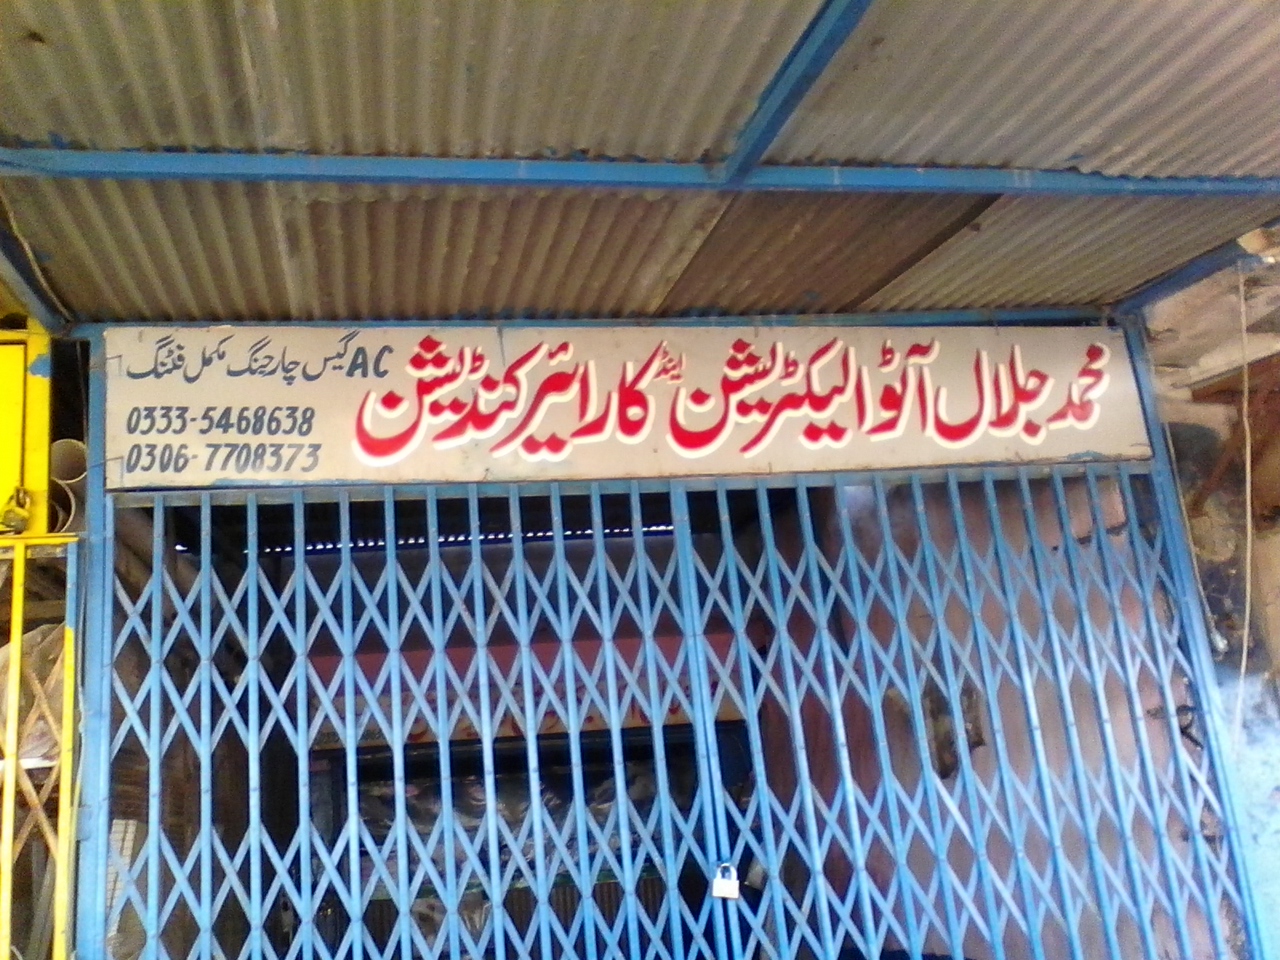 محمد جلال آٹو الیکٹریشن اینڈ کار ائیر کنڈیشن
AC گیس چارجنگ مکمل فٹنگ
0333-5468638
0306-7708373